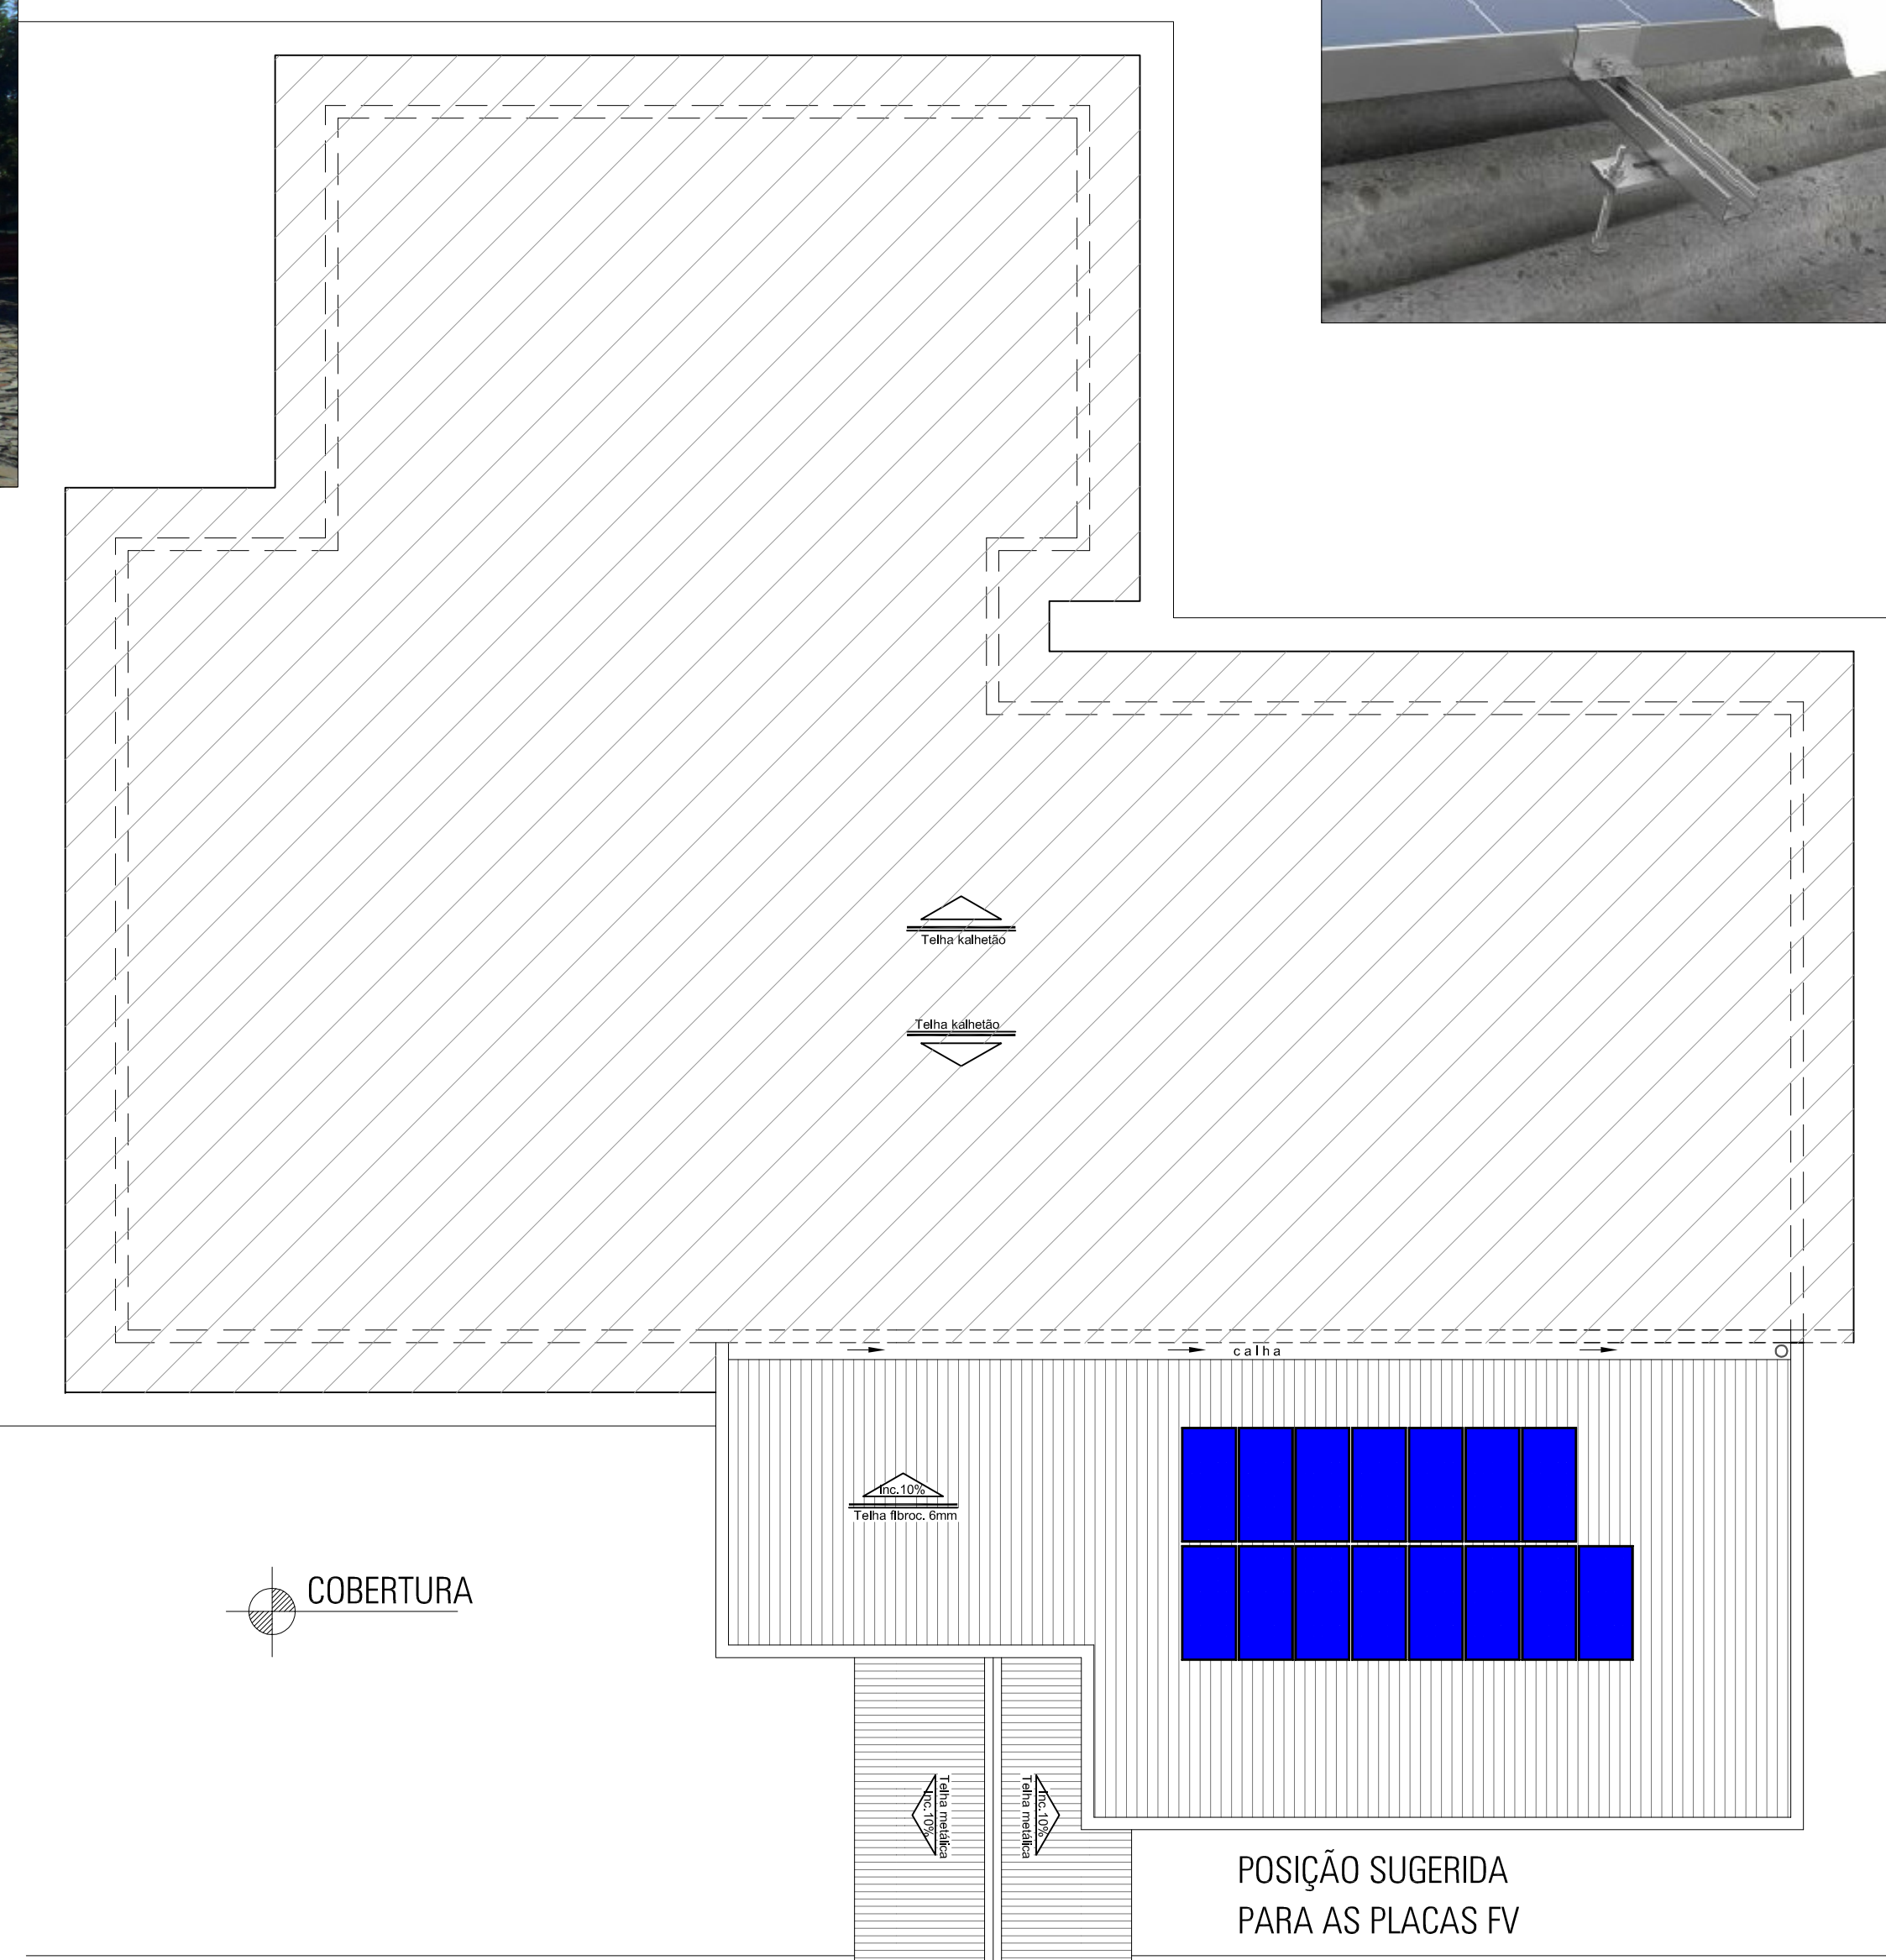 Telha kalhetão
Telha kalhetão
calha
Inc.10%
Telha fibroc. 6mm
COBERTURA
Inc.10%
Telha metálica
Telha metálica
Inc.10%
POSIÇÃO SUGERIDA
PARA AS PLACAS FV